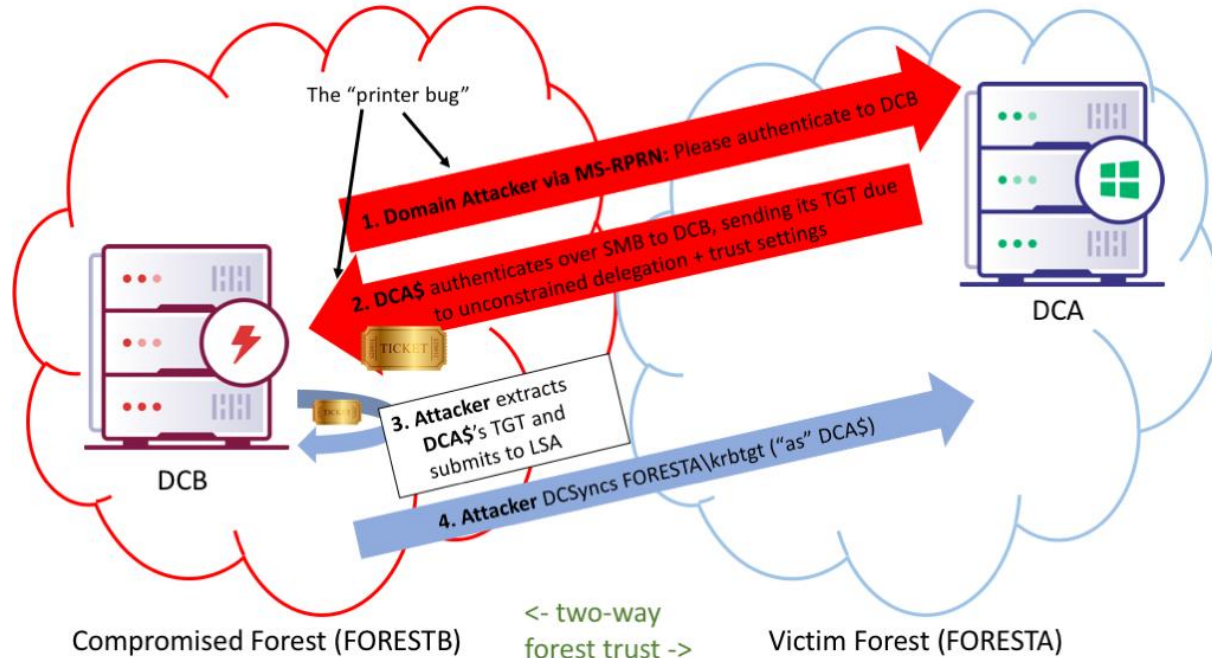 The "printer bug"
1. Domain Attacker via MS-RPRN: Please authenticate to DCB
2. DCA$ authenticates over SMB to DCB, sending its TGT due
to unconstrained delegation + trust settings
TICKET
TICKET
3. Attacker extracts
DCA$'s TGT and
submits to LSA
4. Attacker DCSyncs FORESTA\krbtgt ("as" DCA$)
DCB
DCA
Compromised Forest (FORESTB)
<- two-way
forest trust ->
Victim Forest (FORESTA)